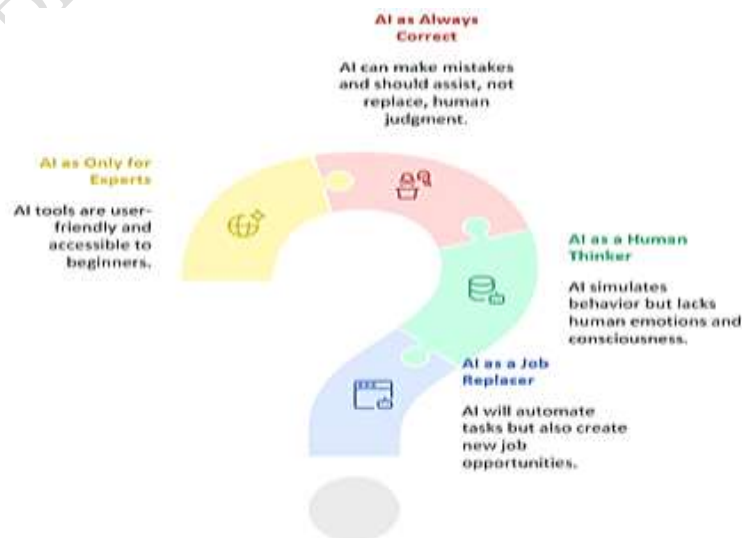 AI as Always
Correct
AI can make mistakes
and should assist, not
replace, human
judgment.
AI as Only for
Experts
AI tools are user-
friendly and
accessible to
beginners.
AI as a Human
Thinker
AI simulates
behavior but lacks
human emotions and
consciousness.
AI as a Job
Replacer
AI will automate
tasks but also create
new job
opportunities.